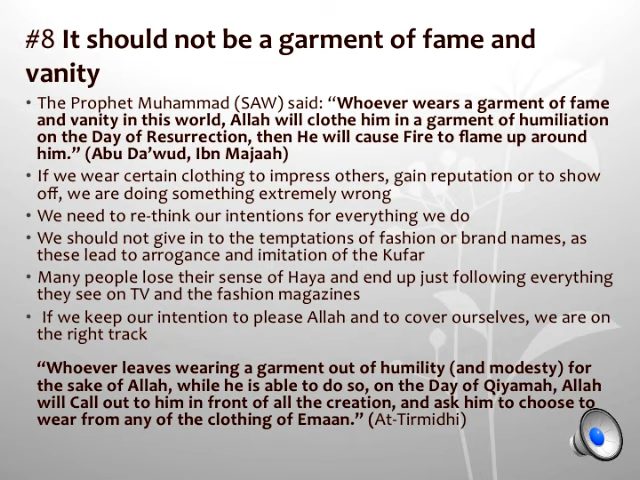 #8 It should not be a garment of fame and
vanity
• The Prophet Muhammad (SAW) said: “Whoever wears a garment of fame
and vanity in this world, Allah will clothe him in a garment of humiliation
on the Day of Resurrection, then He will cause Fire to flame up around
him.” (Abu Da’wud, Ibn Majaah)
• If we wear certain clothing to impress others, gain reputation or to show
off, we are doing something extremely wrong
• We need to re-think our intentions for everything we do
• We should not give in to the temptations of fashion or brand names, as
these lead to arrogance and imitation of the Kufar
• Many people lose their sense of Haya and end up just following everything
they see on TV and the fashion magazines
• If we keep our intention to please Allah and to cover ourselves, we are on
the right track
“Whoever leaves wearing a garment out of humility (and modesty) for
the sake of Allah, while he is able to do so, on the Day of Qiyamah, Allah
will Call out to him in front of all the creation, and ask him to choose to
wear from any of the clothing of Emaan.” (At-Tirmidhi)